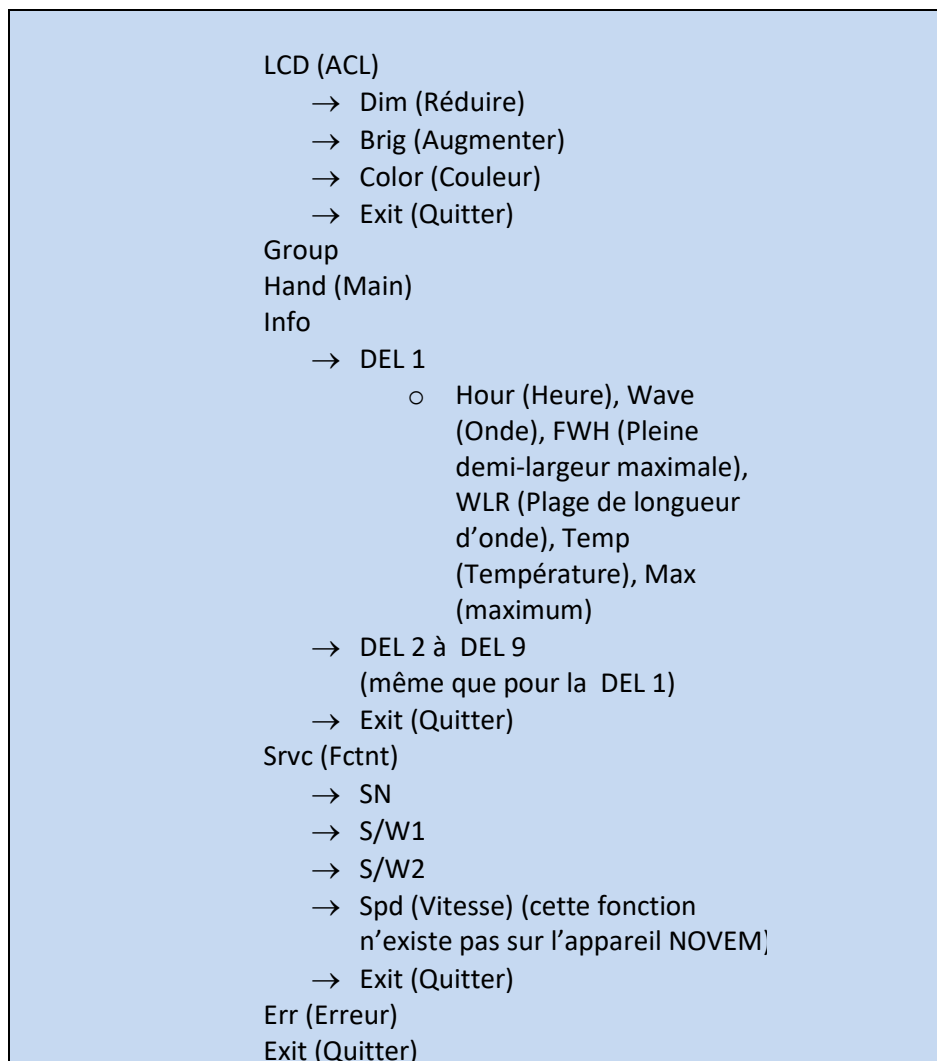 LCD (ACL)
→ Dim (Réduire)
→ Brig (Augmenter)
→ Color (Couleur)
→ Exit (Quitter)
Group
Hand (Main)
Info
→ DEL 1
o Hour (Heure), Wave
(Onde), FWH (Pleine
demi-largeur maximale),
WLR (Plage de longueur
d’onde), Temp
(Température), Max
(maximum)
→ DEL 2 à DEL 9
(même que pour la DEL 1)
→ Exit (Quitter)
Srvc (Fctnt)
→ SN
→ S/W1
→ S/W2
→ Spd (Vitesse) (cette fonction
n’existe pas sur l’appareil NOVEM)
→ Exit (Quitter)
Err (Erreur)
Exit (Quitter)